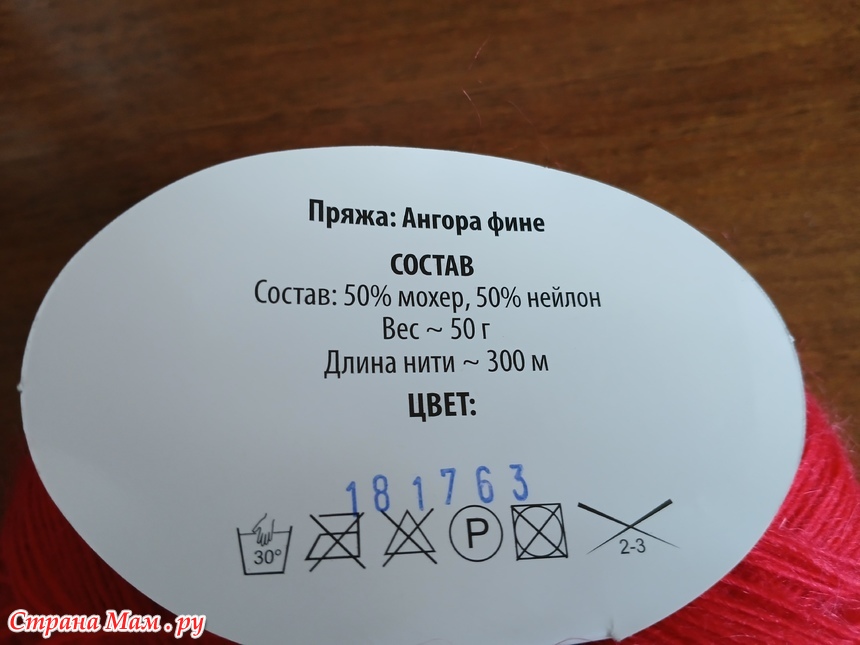 Пряжа: Ангора фине
СОСТАВ
Состав: 50% мохер, 50% нейлон
Вес ~ 50 г
Длина нити ~ 300 м
ЦВЕТ:
181763
30° P 2-3
Страна Мам.ру